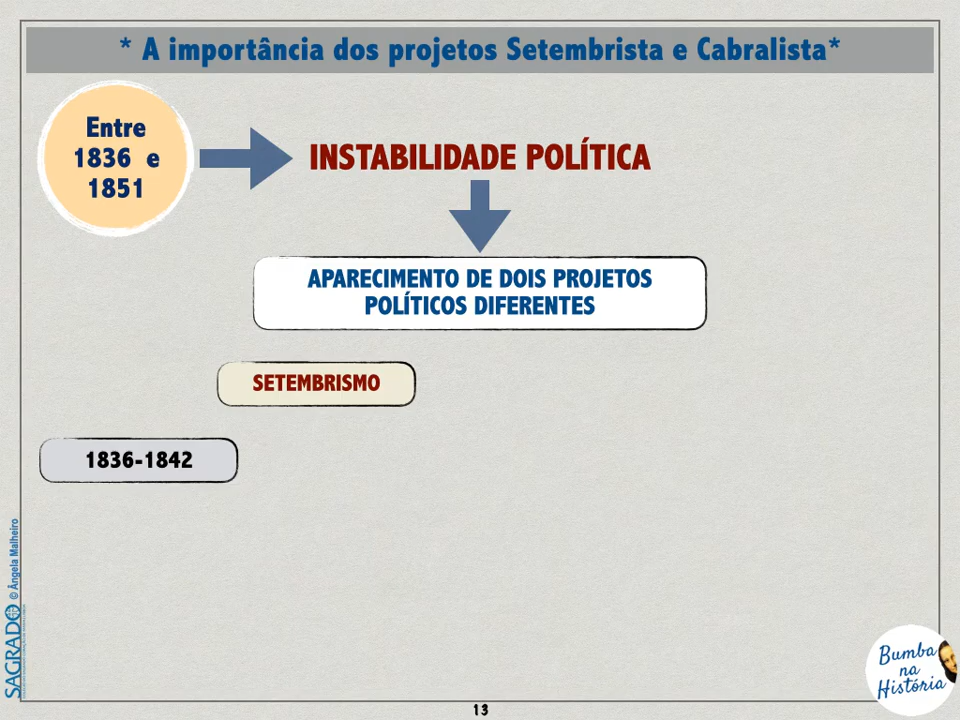 * A importância dos projetos Setembrista e Cabralista*
Entre
1836 e
1851
INSTABILIDADE POLÍTICA
APARECIMENTO DE DOIS PROJETOS
POLÍTICOS DIFERENTES
SETEMBRISMO
1836-1842
© Ângela Malheiro
SAGRADO
Bumba
na
História
13